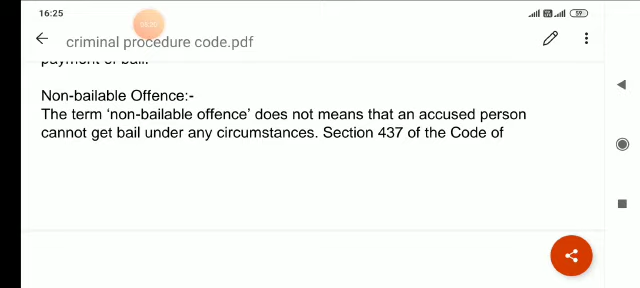 16:25
59
criminal procedure code.pdf
Non-bailable Offence:-
The term 'non-bailable offence' does not means that an accused person
cannot get bail under any circumstances. Section 437 of the Code of